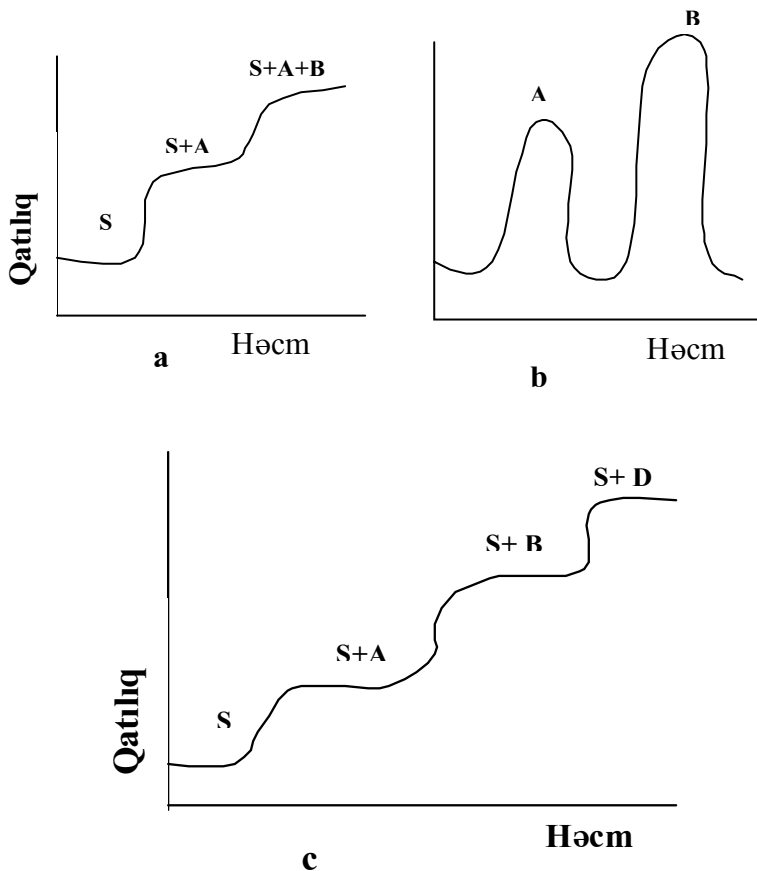 S+A+B
S+A
S
Qatılıq
Həcm
a
B
A
Həcm
b
S+ D
S+ B
S+A
S
Qatılıq
Həcm
c